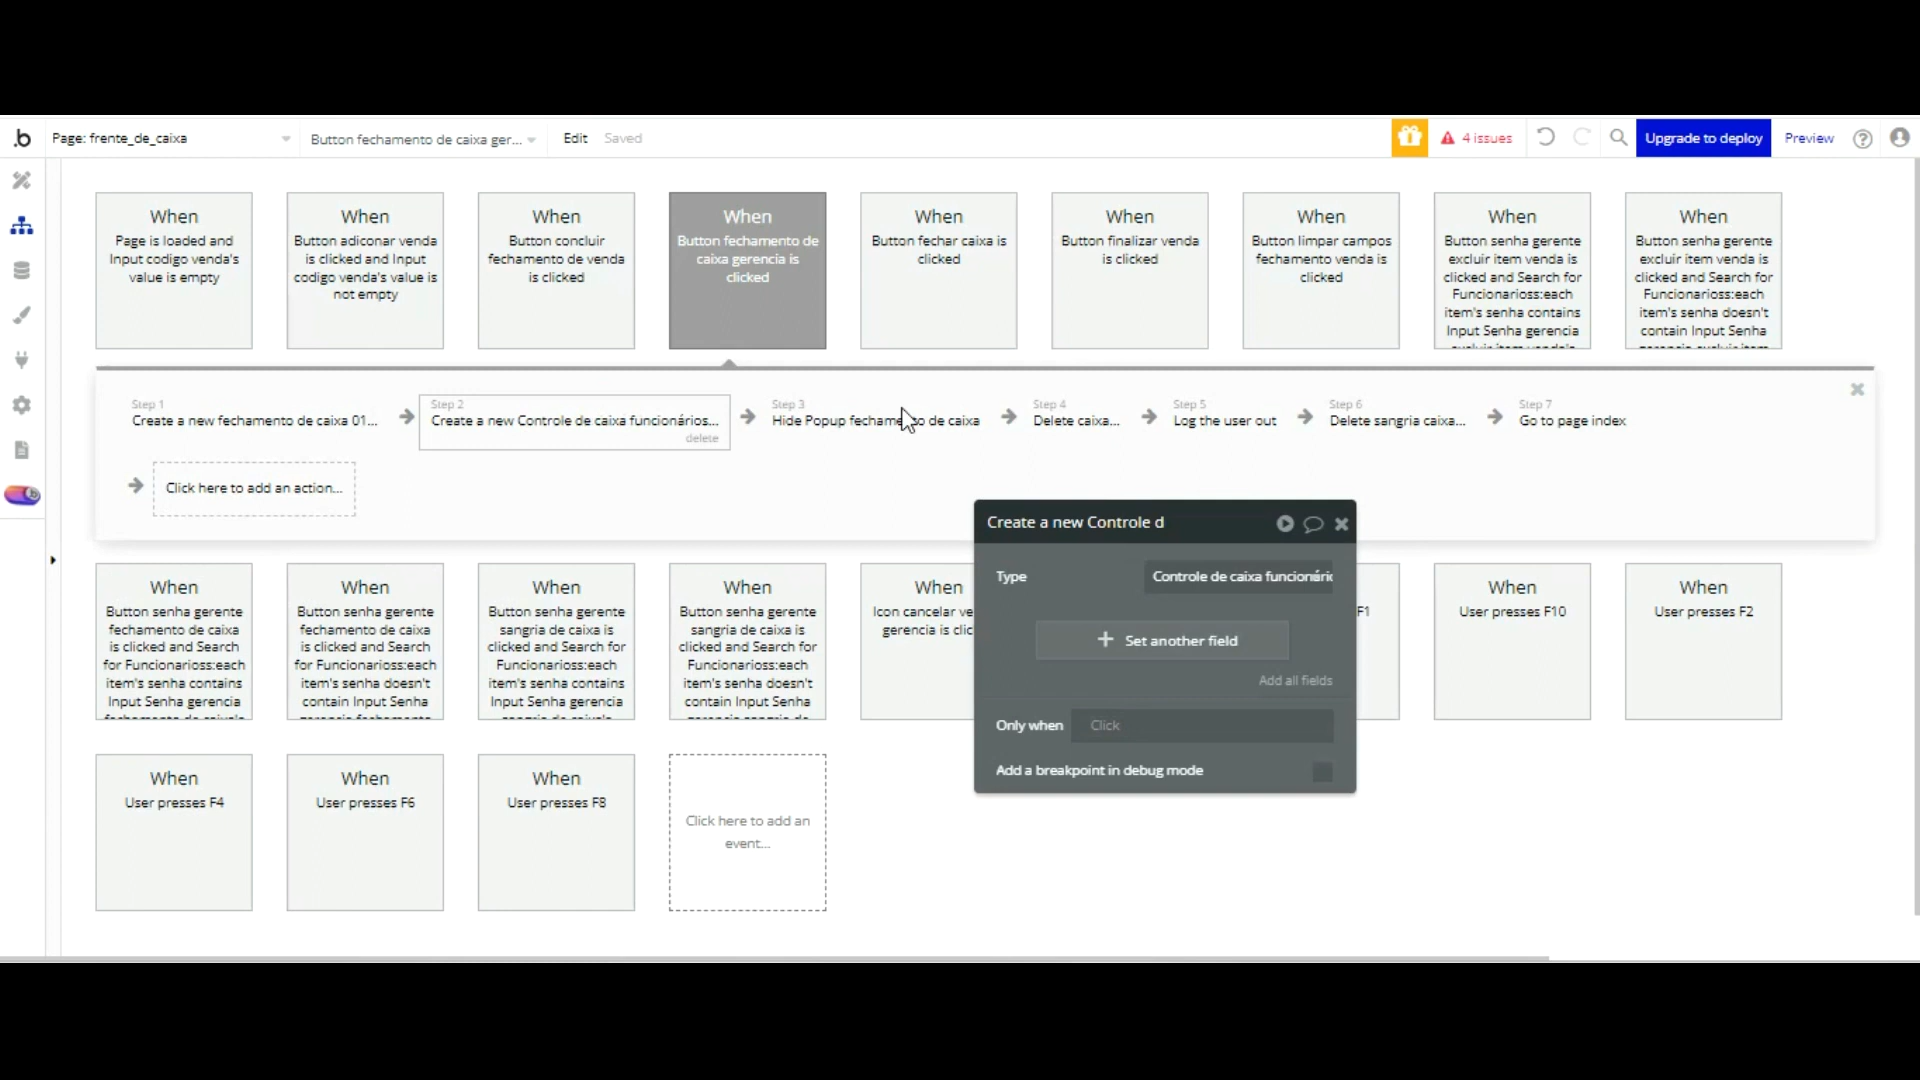 .b Page: frente_de_caixa Button fechamento de caixa ger... Edit Saved 4 issues Upgrade to deploy Preview
When
Page is loaded and
Input codigo venda's
value is empty
When
Button adiconar venda
is clicked and Input
codigo venda's value is
not empty
When
Button concluir
fechamento de venda
is clicked
When
Button fechamento de
caixa gerencia is
clicked
When
Button fechar caixa is
clicked
When
Button finalizar venda
is clicked
When
Button limpar campos
fechamento venda is
clicked
When
Button senha gerente
excluir item venda is
clicked and Search for
Funcionarioss:each
item's senha contains
Input Senha gerencia
When
Button senha gerente
excluir item venda is
clicked and Search for
Funcionarioss:each
item's senha doesn't
contain Input Senha
Step 1
Create a new fechamento de caixa 01...
Step 2
Create a new Controle de caixa funcionários...
delete
Step 3
Hide Popup fechamento de caixa
Step 4
Delete caixa...
Step 5
Log the user out
Step 6
Delete sangria caixa...
Step 7
Go to page index
Click here to add an action...
When
Button senha gerente
fechamento de caixa
is clicked and Search
for Funcionarioss:each
item's senha contains
Input Senha gerencia
When
Button senha gerente
fechamento de caixa
is clicked and Search
for Funcionarioss:each
item's senha doesn't
contain Input Senha
When
Button senha gerente
sangria de caixa is
clicked and Search for
Funcionarioss:each
item's senha contains
Input Senha gerencia
When
Button senha gerente
sangria de caixa is
clicked and Search for
Funcionarioss:each
item's senha doesn't
contain Input Senha
When
Icon cancelar ve
gerencia is clic
F1
When
User presses F10
When
User presses F2
Create a new Controle d
Type Controle de caixa funcionário
+ Set another field
Add all fields
Only when Click
Add a breakpoint in debug mode
When
User presses F4
When
User presses F6
When
User presses F8
Click here to add an
event...